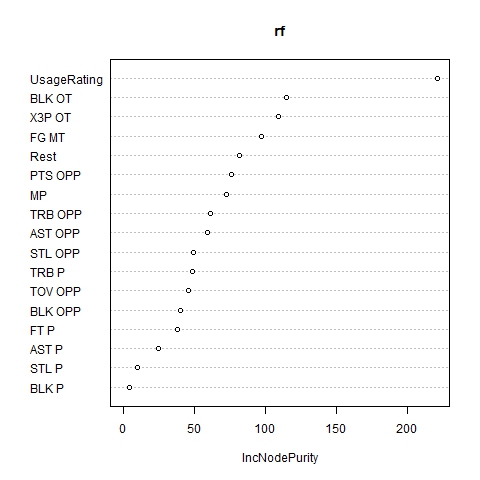 rf
UsageRating
BLK OT
X3P OT
FG MT
Rest
PTS OPP
MP
TRB OPP
AST OPP
STL OPP
TRB P
TOV OPP
BLK OPP
FT P
AST P
STL P
BLK P
0 50 100 150 200
IncNodePurity